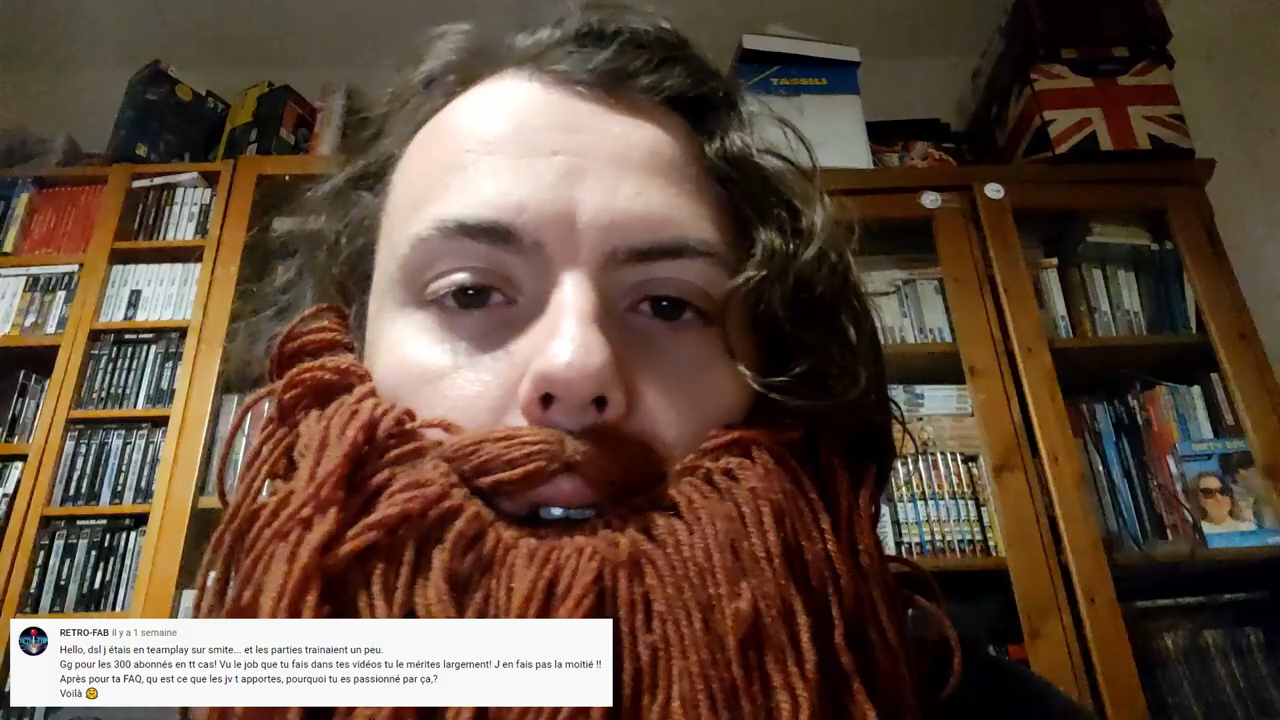 TASSILI
RETRO-FAB il y a 1 semaine
Hello, dsl j étais en teamplay sur smite... et les parties trainaient un peu.
Gg pour les 300 abonnés en tt cas! Vu le job que tu fais dans tes vidéos tu le mérites largement! J en fais pas la moitié !!
Après pour ta FAQ, qu est ce que les jv t apportes, pourquoi tu es passionné par ça,?
Voilà 😊